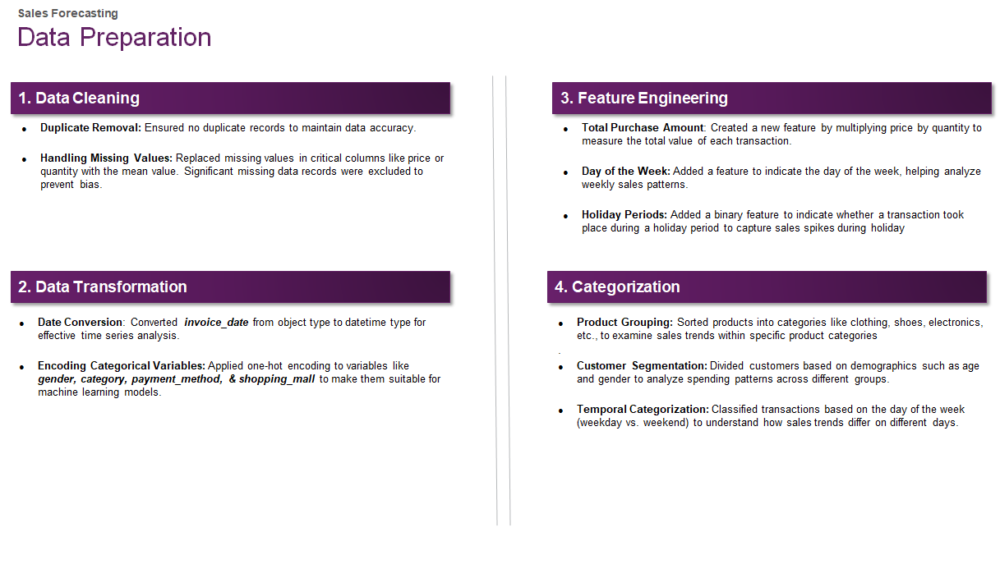 Sales Forecasting
Data Preparation
1. Data Cleaning
• Duplicate Removal: Ensured no duplicate records to maintain data accuracy.
• Handling Missing Values: Replaced missing values in critical columns like price or
quantity with the mean value. Significant missing data records were excluded to
prevent bias.
2. Data Transformation
• Date Conversion: Converted invoice_date from object type to datetime type for
effective time series analysis.
• Encoding Categorical Variables: Applied one-hot encoding to variables like
gender, category, payment_method, & shopping_mall to make them suitable for
machine learning models.
3. Feature Engineering
• Total Purchase Amount: Created a new feature by multiplying price by quantity to
measure the total value of each transaction.
• Day of the Week: Added a feature to indicate the day of the week, helping analyze
weekly sales patterns.
• Holiday Periods: Added a binary feature to indicate whether a transaction took
place during a holiday period to capture sales spikes during holiday
4. Categorization
• Product Grouping: Sorted products into categories like clothing, shoes, electronics,
etc., to examine sales trends within specific product categories
.
• Customer Segmentation: Divided customers based on demographics such as age
and gender to analyze spending patterns across different groups.
• Temporal Categorization: Classified transactions based on the day of the week
(weekday vs. weekend) to understand how sales trends differ on different days.